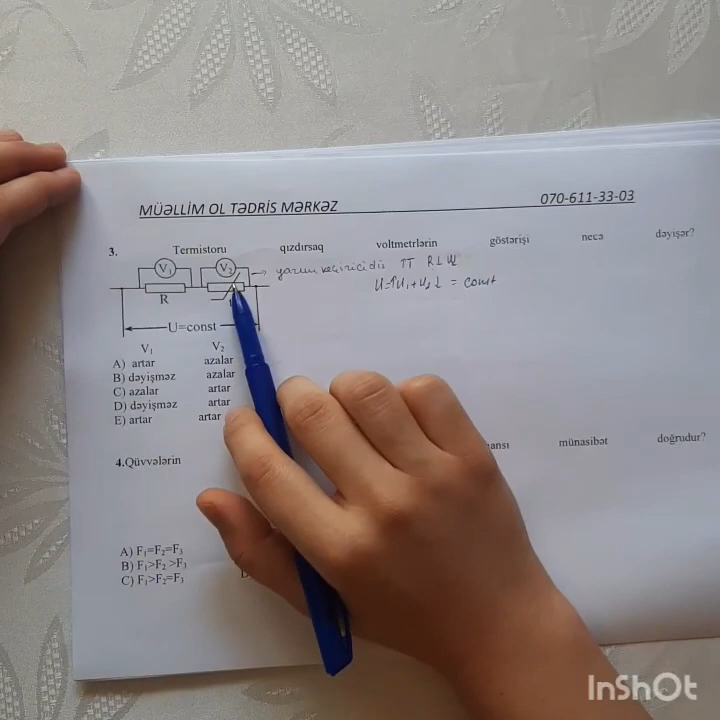 MÜƏLLİM OL TƏDRİS MƏRKƏZ 070-611-33-03
3. Termistoru qızdırsaq voltmetrlərin göstərişi necə dəyişər?
V₁ V₂ → yarımkeçiricidir T↑ R↓ U↓
R U=↑U₁+U₂↓ = const
U=const
V₁ V₂
A) artar azalar
B) dəyişməz azalar
C) azalar artar
D) dəyişməz artar
E) artar artar
4.Qüvvələrin münasibət doğrudur?
A) F₁=F₂=F₃
B) F₁>F₂ >F₃
C) F₁>F₂=F₃
InShOt